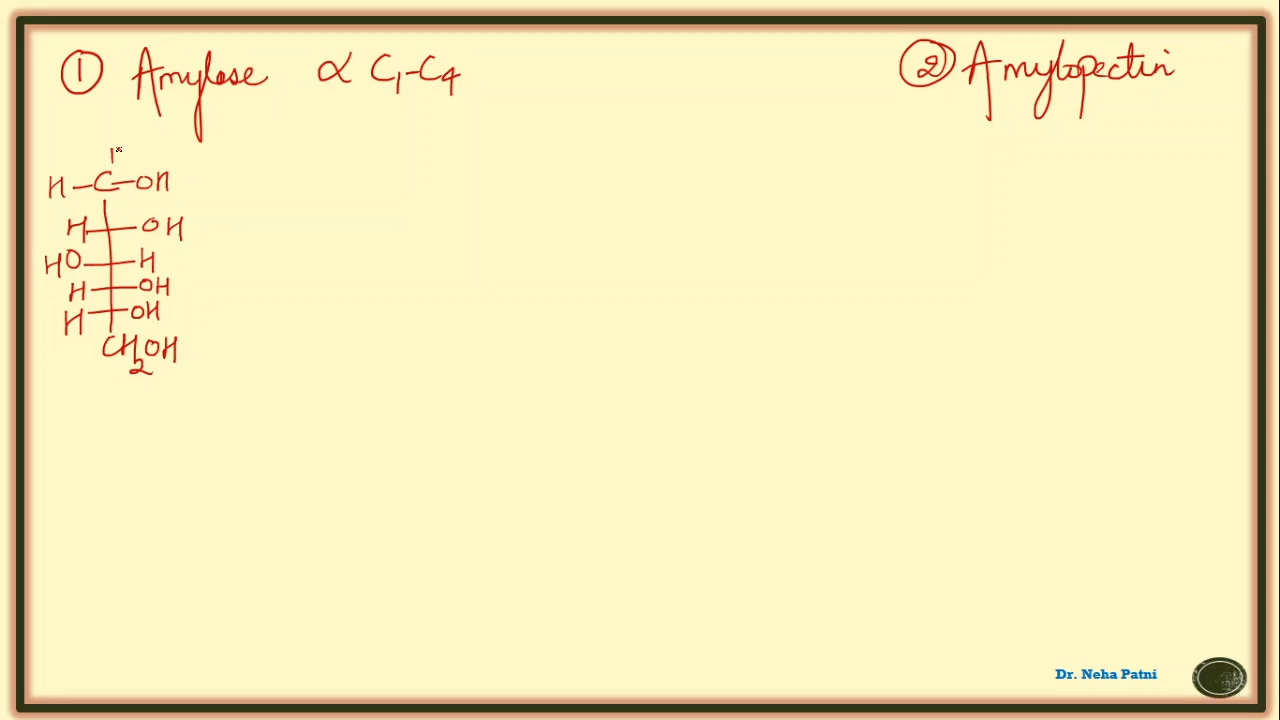 ① Amylose α C1-C4
② Amylopectin
1
H-C-OH
H OH
HO H
H OH
H OH
CH2OH
Dr. Neha Patni